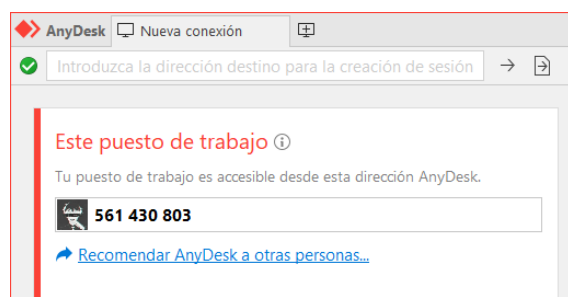 AnyDesk Nueva conexión
Introduzca la dirección destino para la creación de sesión
Este puesto de trabajo
Tu puesto de trabajo es accesible desde esta dirección AnyDesk.
561 430 803
Recomendar AnyDesk a otras personas...